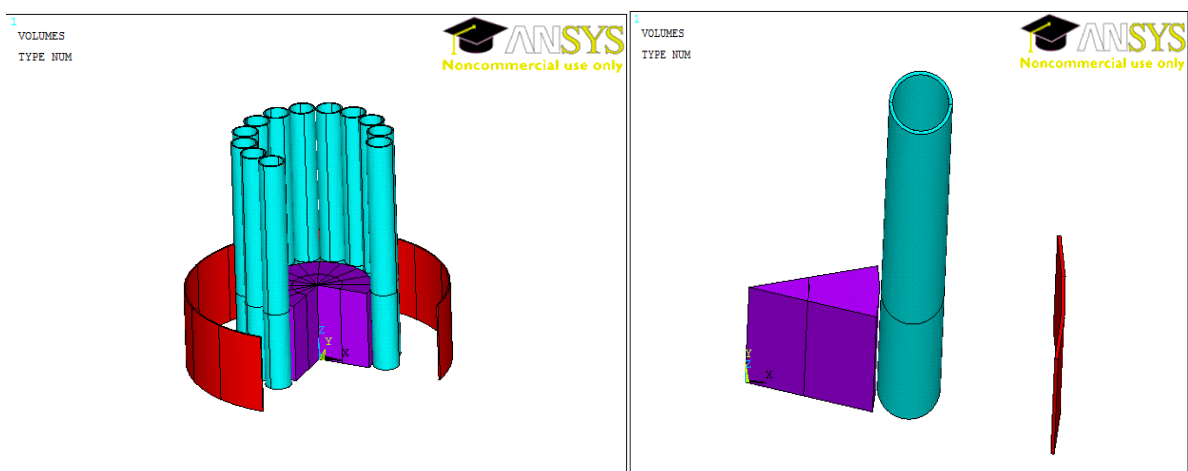 1
VOLUMES
TYPE NUM
ANSYS
Noncommercial use only
Z
Y
X
1
VOLUMES
TYPE NUM
ANSYS
Noncommercial use only
Y
Z
X